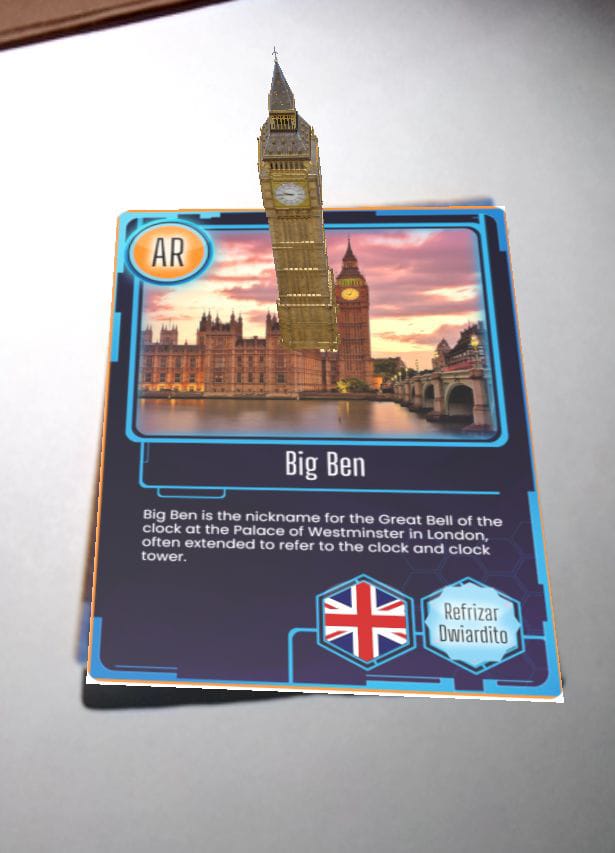 AR
Big Ben
Big Ben is the nickname for the Great Bell of the
clock at the Palace of Westminster in London,
often extended to refer to the clock and clock
tower.
Refrizar
Dwiardito